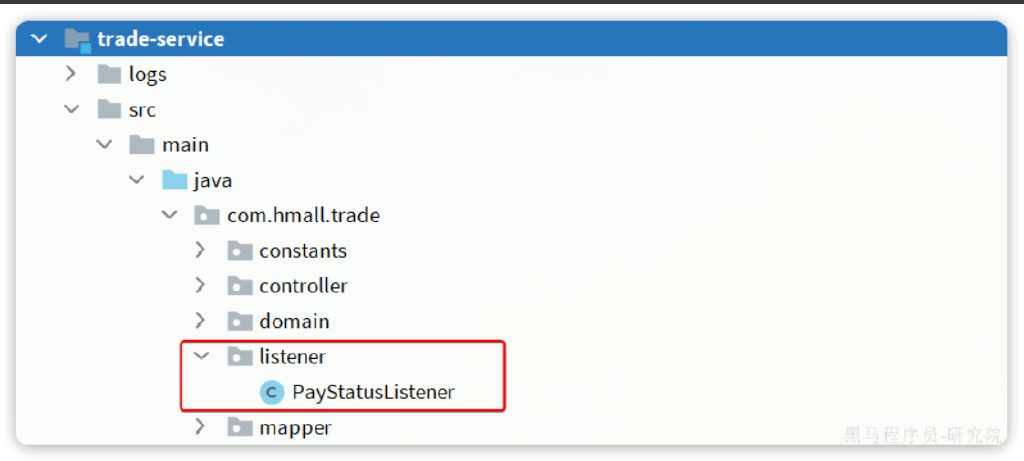 trade-service
logs
src
main
java
com.hmall.trade
constants
controller
domain
listener
C PayStatusListener
mapper
黑马程序员-研究院